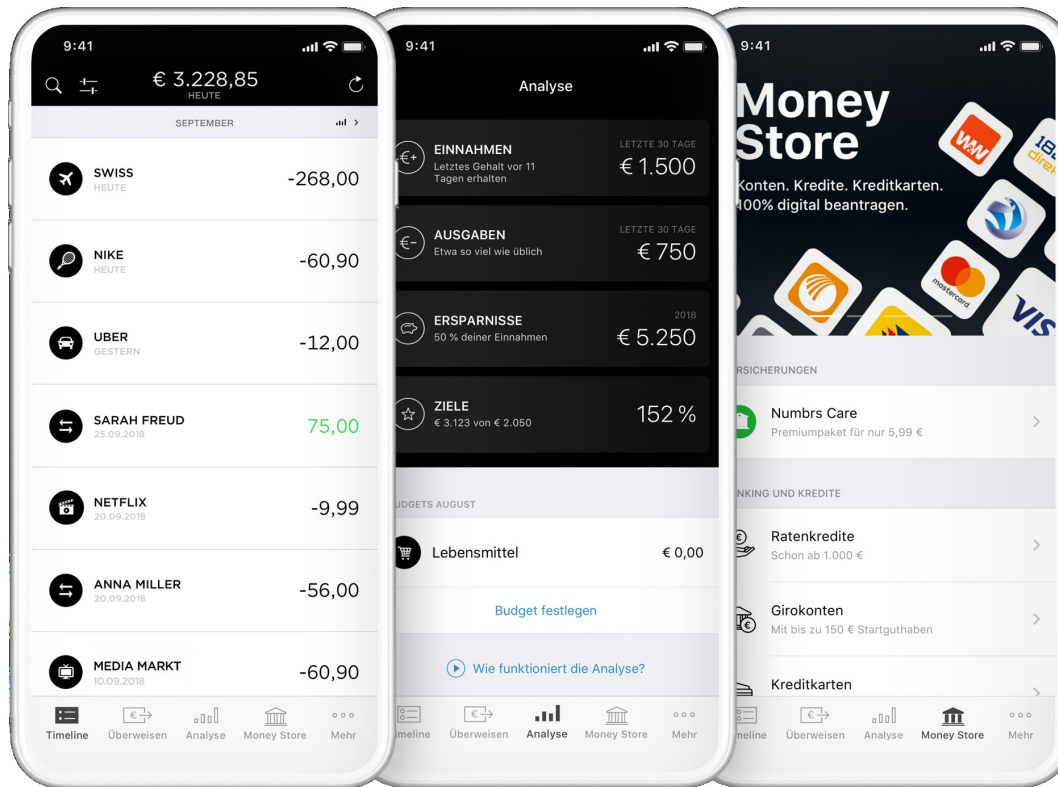 9:41
€ 3.228,85
HEUTE
SEPTEMBER
SWISS
HEUTE
-268,00
NIKE
HEUTE
-60,90
UBER
GESTERN
-12,00
SARAH FREUD
25.09.2018
75,00
NETFLIX
20.09.2018
-9,99
ANNA MILLER
20.09.2018
-56,00
MEDIA MARKT
10.09.2018
-60,90
Timeline Überweisen Analyse Money Store Mehr
9:41
Analyse
€+
EINNAHMEN
Letztes Gehalt vor 11
Tagen erhalten
LETZTE 30 TAGE
€ 1.500
€-
AUSGABEN
Etwa so viel wie üblich
LETZTE 30 TAGE
€ 750
ERSPARNISSE
50 % deiner Einnahmen
2018
€ 5.250
ZIELE
€ 3.123 von € 2.050
152 %
UDGETS AUGUST
Lebensmittel
€ 0,00
Budget festlegen
Wie funktioniert die Analyse?
imeline Überweisen Analyse Money Store Mehr
9:41
Money
Store
Konten. Kredite. Kreditkarten.
100% digital beantragen.
W&W
mastercard
VIS
RSICHERUNGEN
Numbrs Care
Premiumpaket für nur 5,99 €
NKING UND KREDITE
Ratenkredite
Schon ab 1.000 €
Girokonten
Mit bis zu 150 € Startguthaben
Kreditkarten
meline Überweisen Analyse Money Store Mehr